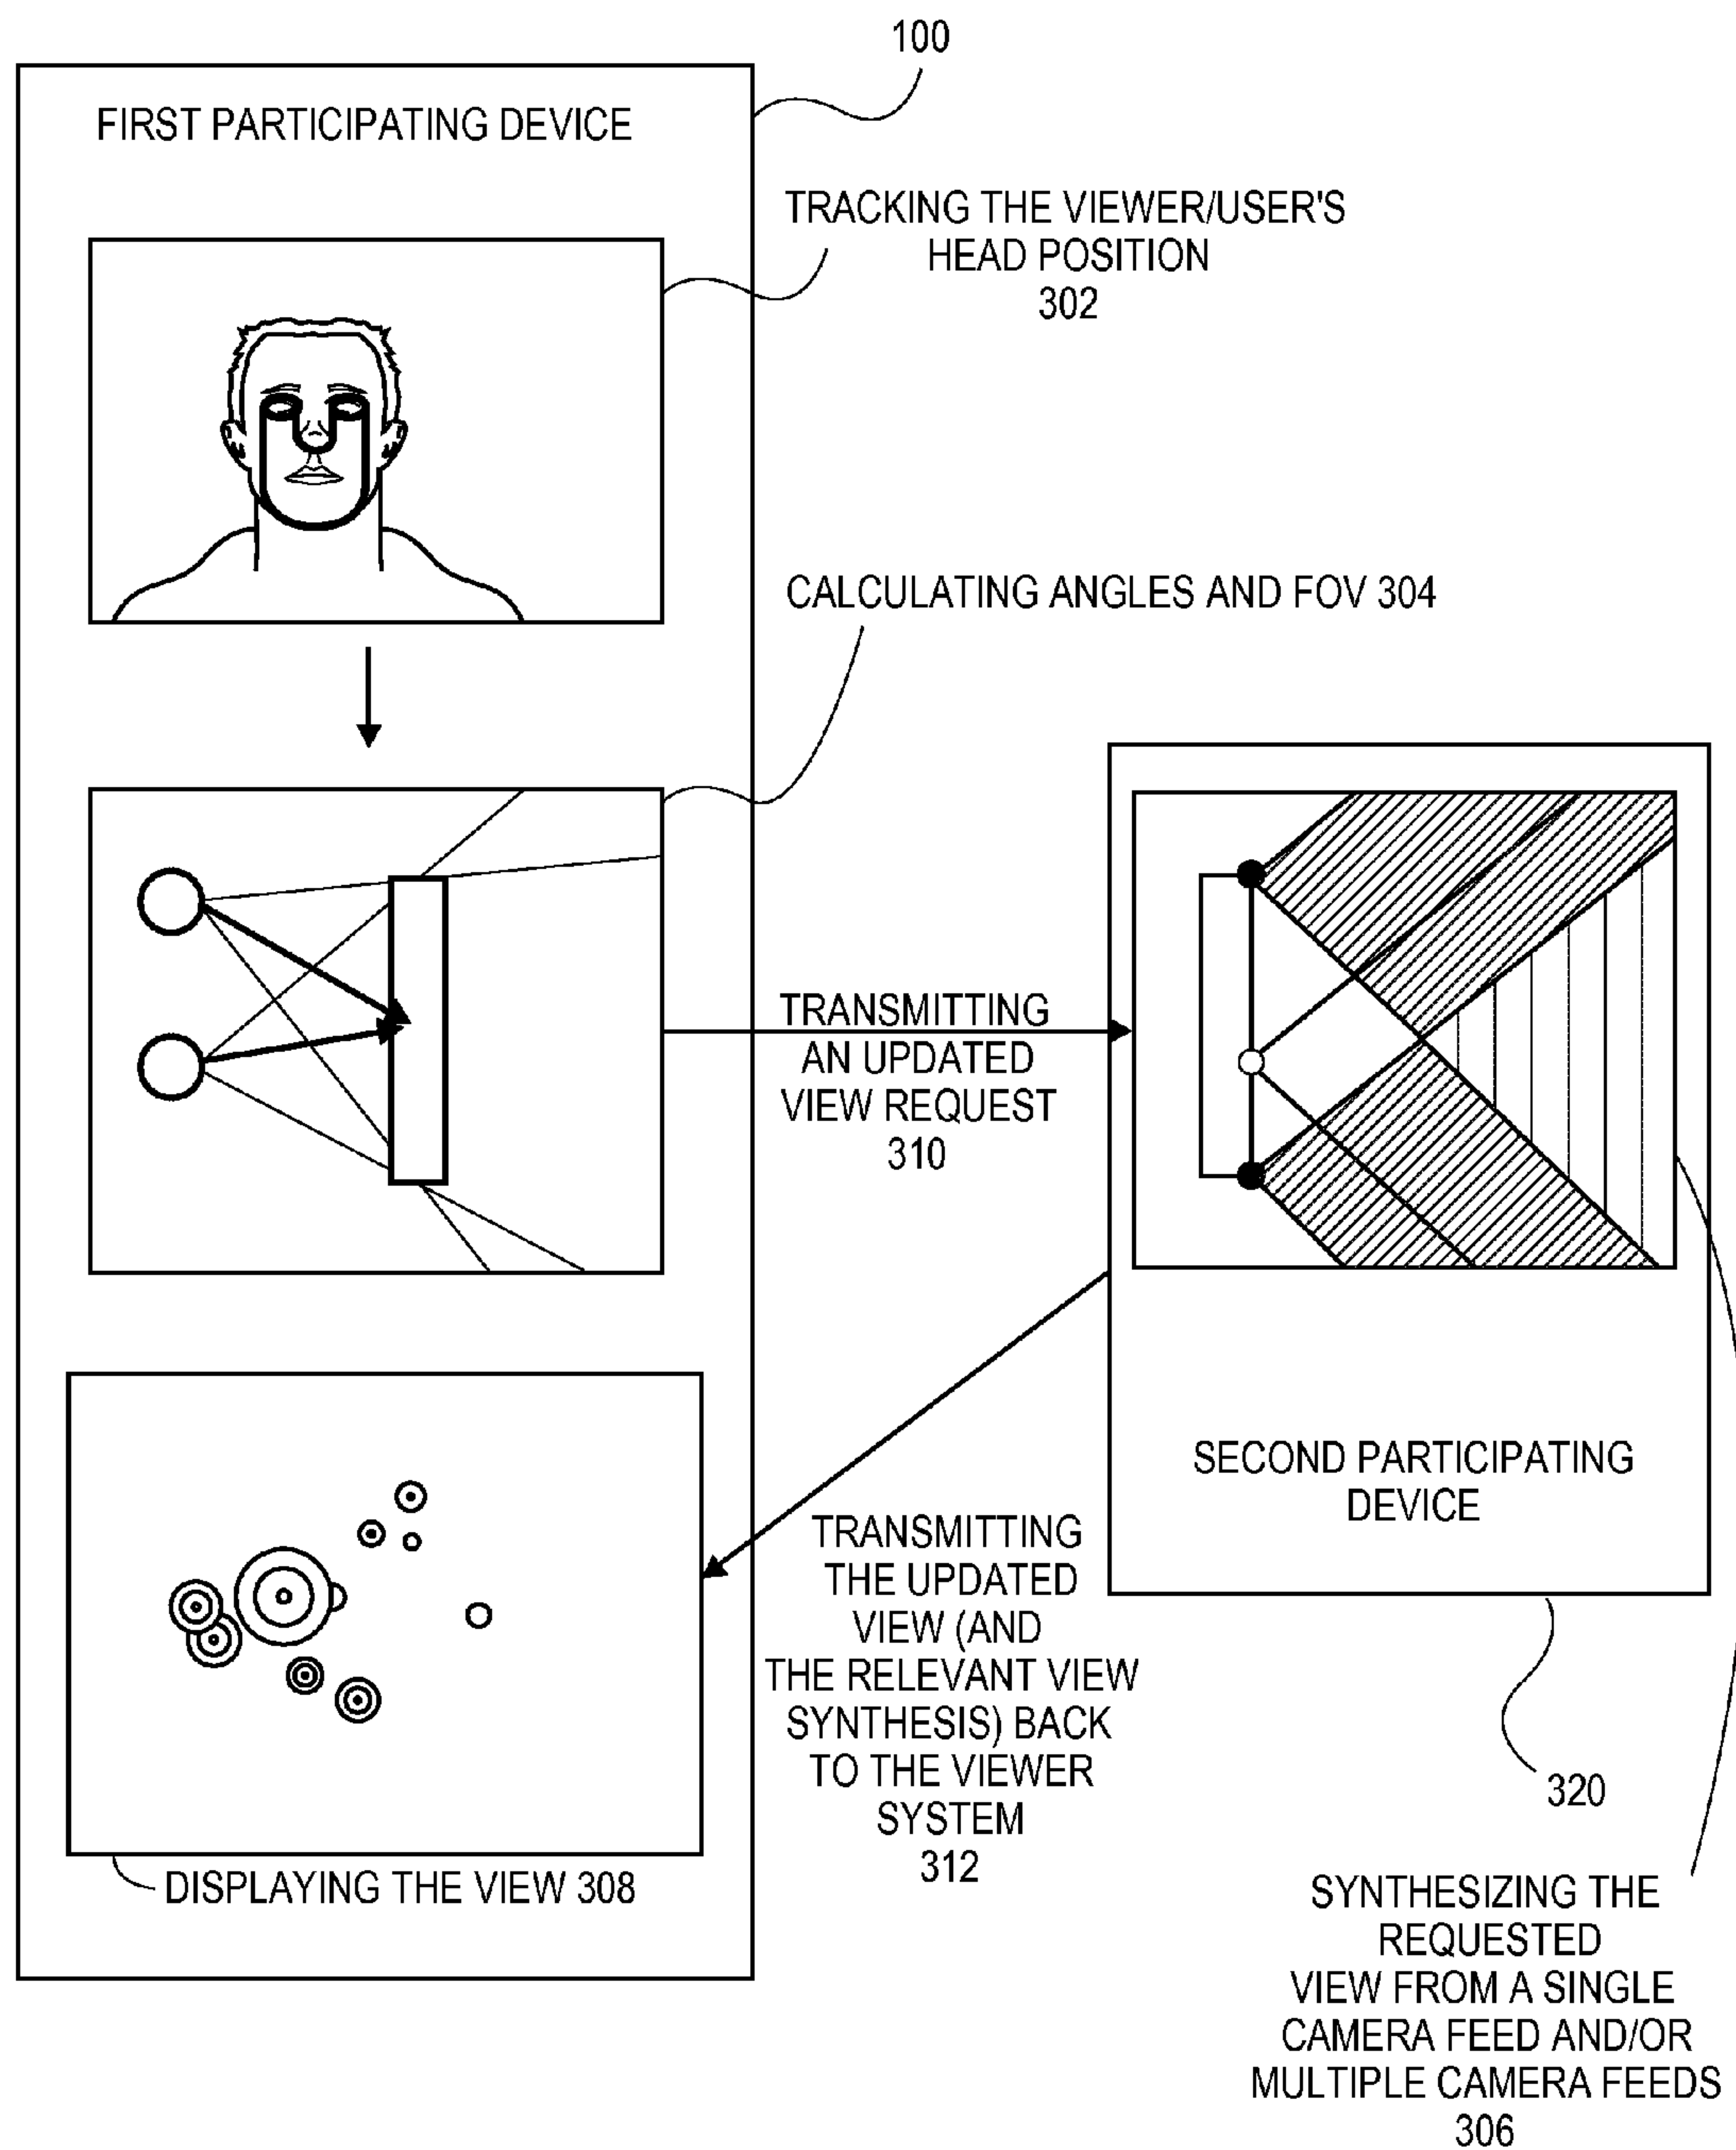 100
FIRST PARTICIPATING DEVICE
TRACKING THE VIEWER/USER'S
HEAD POSITION
302
CALCULATING ANGLES AND FOV 304
TRANSMITTING
AN UPDATED
VIEW REQUEST
310
SECOND PARTICIPATING
DEVICE
TRANSMITTING
THE UPDATED
VIEW (AND
THE RELEVANT VIEW
SYNTHESIS) BACK
TO THE VIEWER
SYSTEM
312
320
DISPLAYING THE VIEW 308
SYNTHESIZING THE
REQUESTED
VIEW FROM A SINGLE
CAMERA FEED AND/OR
MULTIPLE CAMERA FEEDS
306